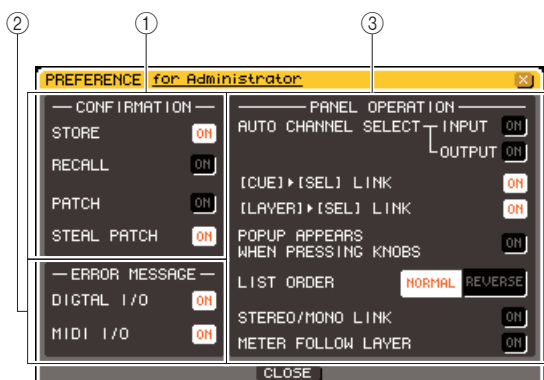 ① ② ③
PREFERENCE for Administrator
CONFIRMATION
STORE ON
RECALL ON
PATCH ON
STEAL PATCH ON
ERROR MESSAGE
DIGTAL I/O ON
MIDI I/O ON
PANEL OPERATION
AUTO CHANNEL SELECT INPUT ON
OUTPUT ON
[CUE]▸[SEL] LINK ON
[LAYER]▸[SEL] LINK ON
POPUP APPEARS
WHEN PRESSING KNOBS ON
LIST ORDER NORMAL REVERSE
STEREO/MONO LINK ON
METER FOLLOW LAYER ON
CLOSE